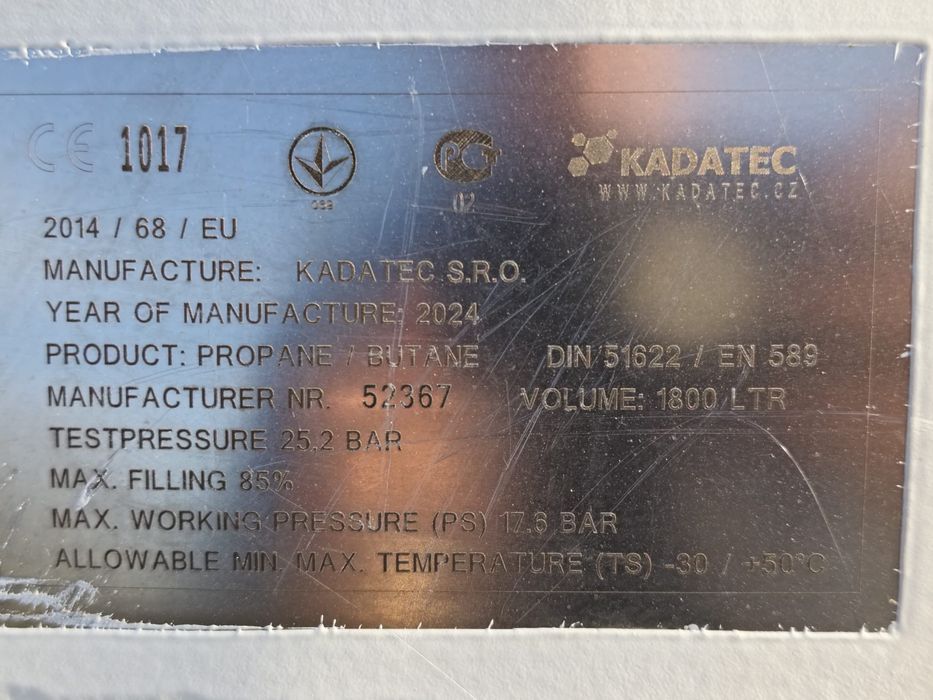 CE 1017
PCT
02
KADATEC
WWW.KADATEC.CZ
2014 / 68 / EU
MANUFACTURE: KADATEC S.R.O.
YEAR OF MANUFACTURE: 2024
PRODUCT: PROPANE / BUTANE DIN 51622 / EN 589
MANUFACTURER NR. 52367 VOLUME: 1800 LTR
TESTPRESSURE 25,2 BAR
MAX. FILLING 85%
MAX. WORKING PRESSURE (PS) 17.6 BAR
ALLOWABLE MIN. MAX. TEMPERATURE (TS) -30 / +50°C